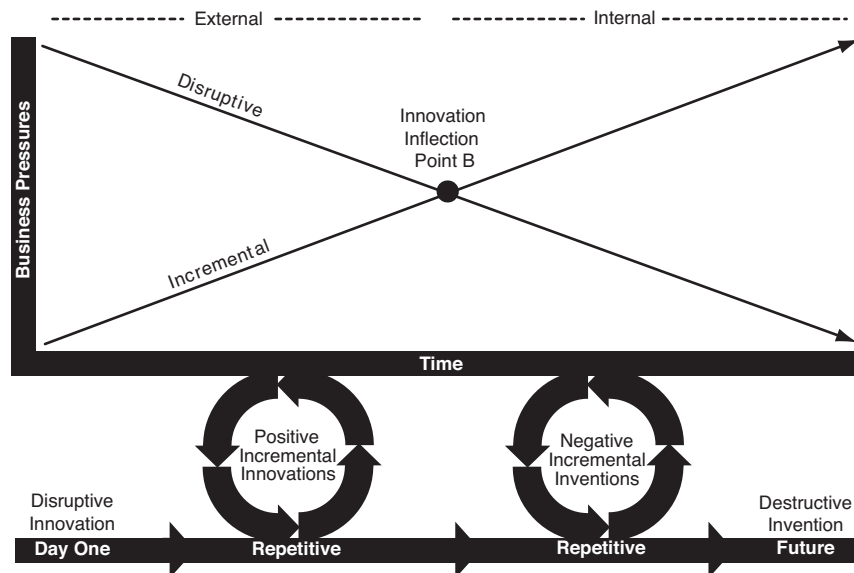 External
Internal
Business Pressures
Disruptive
Innovation
Inflection
Point B
Incremental
Time
Positive
Incremental
Innovations
Negative
Incremental
Inventions
Disruptive
Innovation
Destructive
Invention
Day One
Repetitive
Repetitive
Future